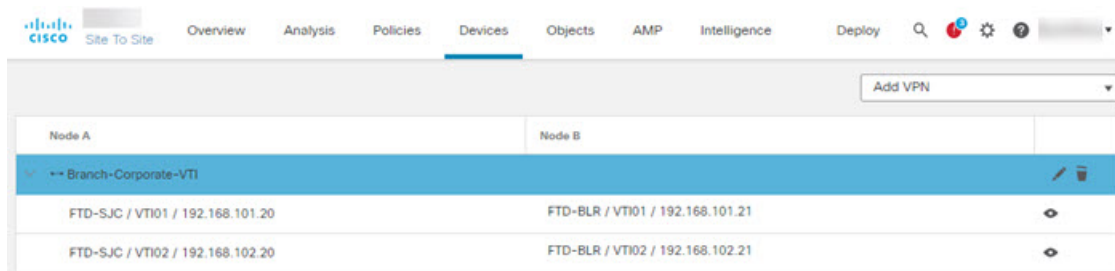 CISCO Site To Site Overview Analysis Policies Devices Objects AMP Intelligence Deploy 3
Add VPN
Node A Node B
Branch-Corporate-VTI
FTD-SJC / VTI01 / 192.168.101.20 FTD-BLR / VTI01 / 192.168.101.21
FTD-SJC / VTI02 / 192.168.102.20 FTD-BLR / VTI02 / 192.168.102.21